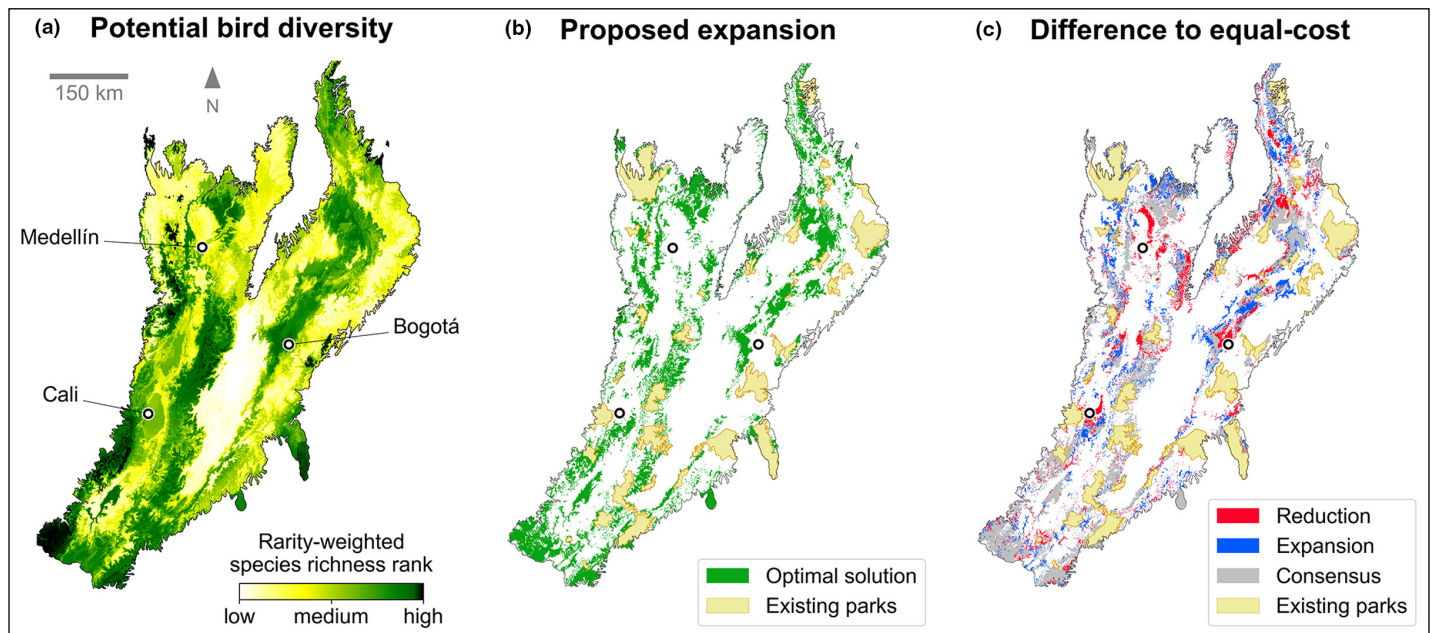 (a) Potential bird diversity
150 km
N
Medellín
Bogotá
Cali
Rarity-weighted
species richness rank
low medium high
(b) Proposed expansion
Optimal solution
Existing parks
(c) Difference to equal-cost
Reduction
Expansion
Consensus
Existing parks